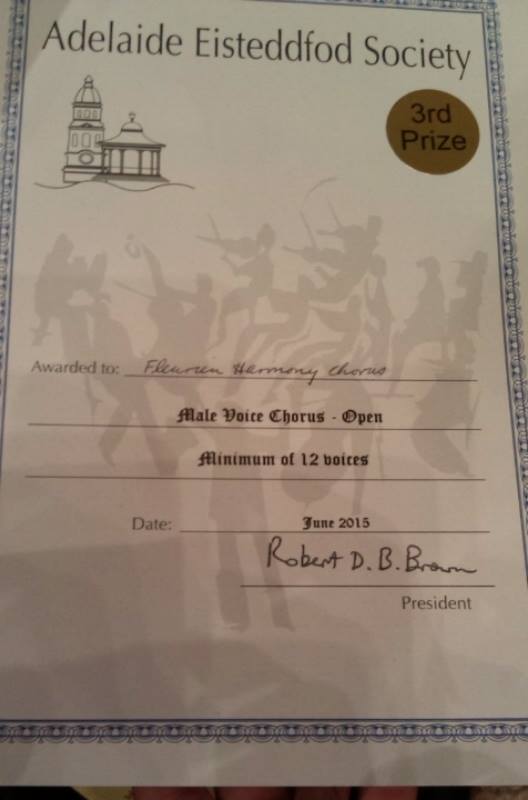 Adelaide Eisteddfod Society
3rd
Prize
Awarded to: Fleurieu Harmony Chorus
Male Voice Chorus - Open
Minimum of 12 voices
Date: June 2015
Robert D. B. Brown
President